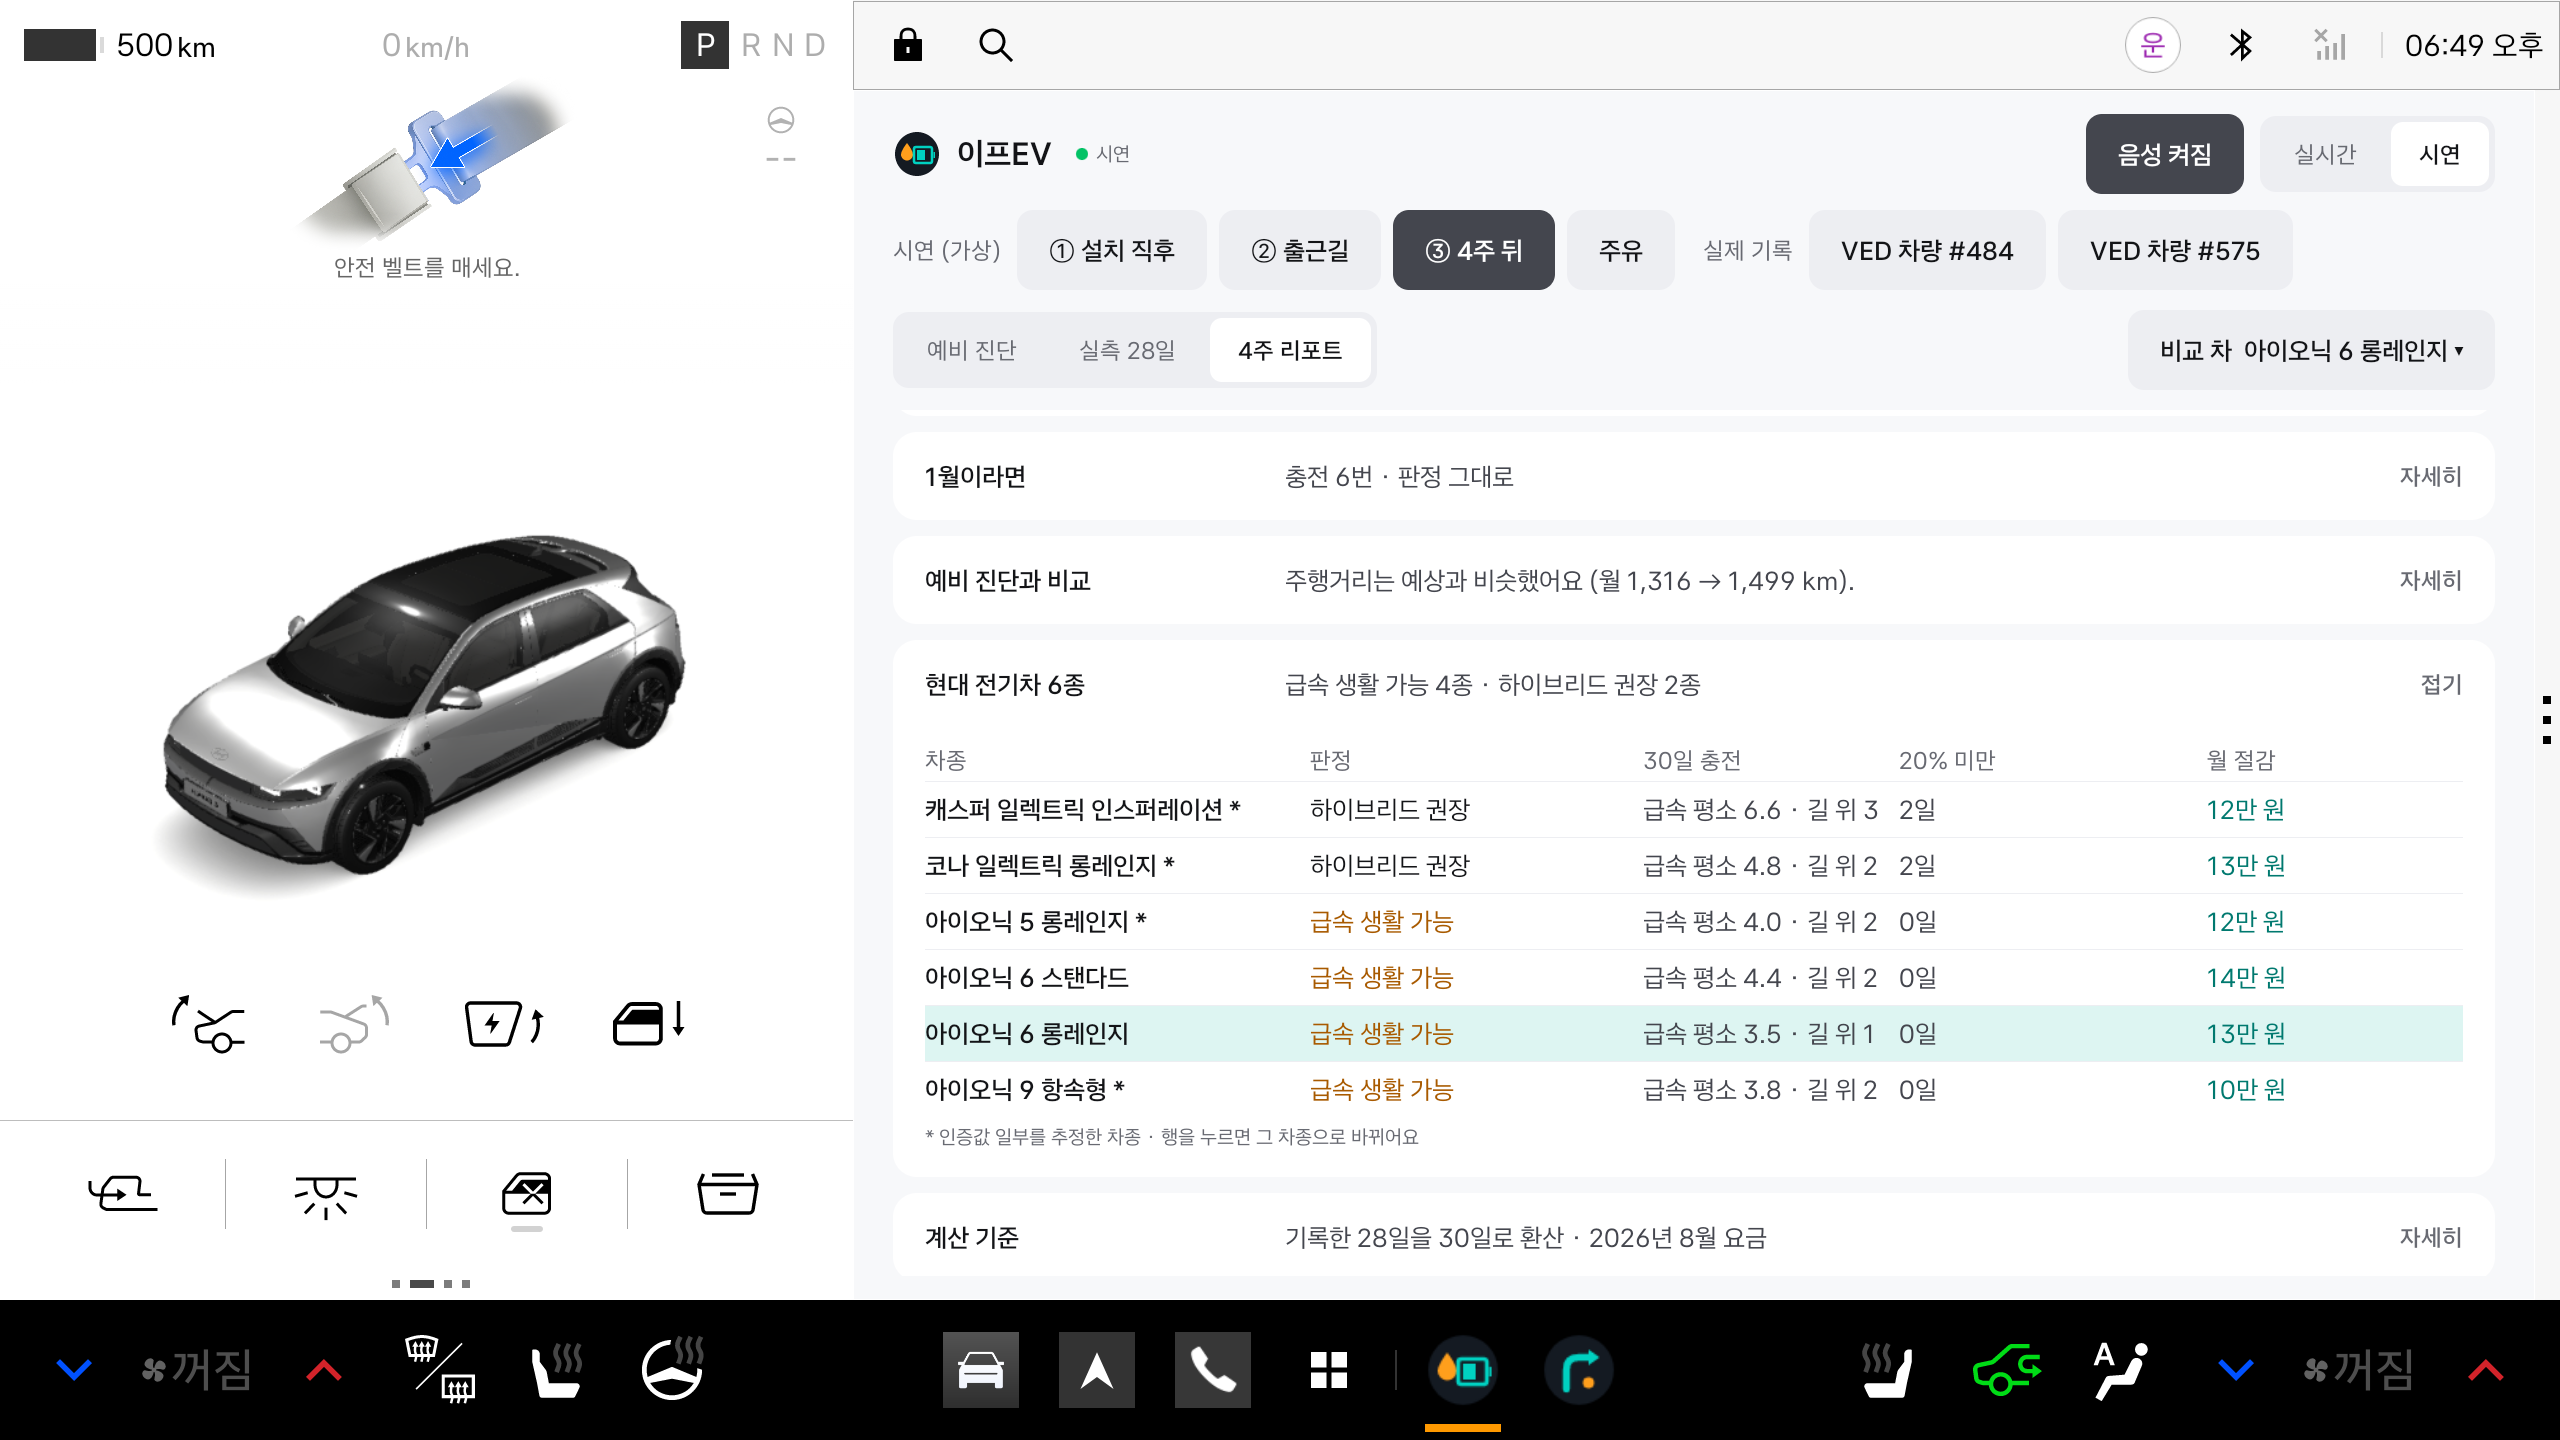 500 km
0 km/h
P R N D
안전 벨트를 매세요.
운
06:49 오후
이프EV
시연
음성 켜짐
실시간
시연
시연 (가상)
① 설치 직후
② 출근길
③ 4주 뒤
주유
실제 기록
VED 차량 #484
VED 차량 #575
예비 진단
실측 28일
4주 리포트
비교 차 아이오닉 6 롱레인지 ▾
1월이라면 충전 6번 · 판정 그대로 자세히
예비 진단과 비교 주행거리는 예상과 비슷했어요 (월 1,316 → 1,499 km). 자세히
현대 전기차 6종 급속 생활 가능 4종 · 하이브리드 권장 2종 접기
차종 판정 30일 충전 20% 미만 월 절감
캐스퍼 일렉트릭 인스퍼레이션 * 하이브리드 권장 급속 평소 6.6 · 길 위 3 2일 12만 원
코나 일렉트릭 롱레인지 * 하이브리드 권장 급속 평소 4.8 · 길 위 2 2일 13만 원
아이오닉 5 롱레인지 * 급속 생활 가능 급속 평소 4.0 · 길 위 2 0일 12만 원
아이오닉 6 스탠다드 급속 생활 가능 급속 평소 4.4 · 길 위 2 0일 14만 원
아이오닉 6 롱레인지 급속 생활 가능 급속 평소 3.5 · 길 위 1 0일 13만 원
아이오닉 9 항속형 * 급속 생활 가능 급속 평소 3.8 · 길 위 2 0일 10만 원
* 인증값 일부를 추정한 차종 · 행을 누르면 그 차종으로 바뀌어요
계산 기준 기록한 28일을 30일로 환산 · 2026년 8월 요금 자세히
꺼짐
A
꺼짐